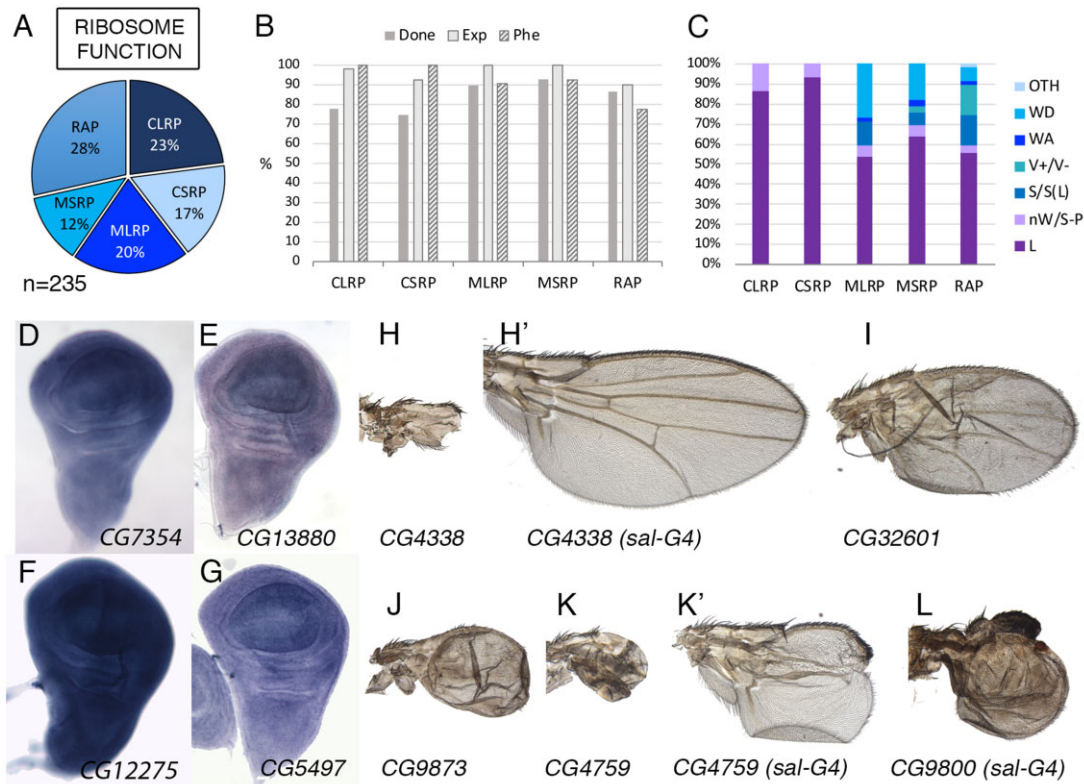 A
RIBOSOME
FUNCTION
RAP
28%
CLRP
23%
CSRP
17%
MLRP
20%
MSRP
12%
n=235
B
Done Exp Phe
100
90
80
70
60
50
40
30
20
10
0
%
CLRP CSRP MLRP MSRP RAP
C
100%
90%
80%
70%
60%
50%
40%
30%
20%
10%
0%
CLRP CSRP MLRP MSRP RAP
OTH
WD
WA
V+/V-
S/S(L)
nW/S-P
L
D
CG7354
E
CG13880
H
CG4338
H'
CG4338 (sal-G4)
I
CG32601
F
CG12275
G
CG5497
J
CG9873
K
CG4759
K'
CG4759 (sal-G4)
L
CG9800 (sal-G4)